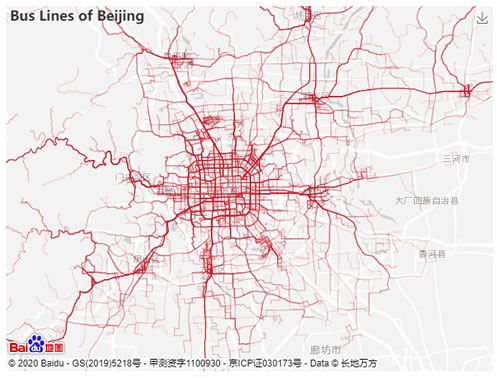 Bus Lines of Beijing
三河市
门头沟区
大厂回族自治县
香河县
廊坊市
Bai 地图
© 2020 Baidu - GS(2019)5218号 - 甲测资字1100930 - 京ICP证030173号 - Data © 长地万方